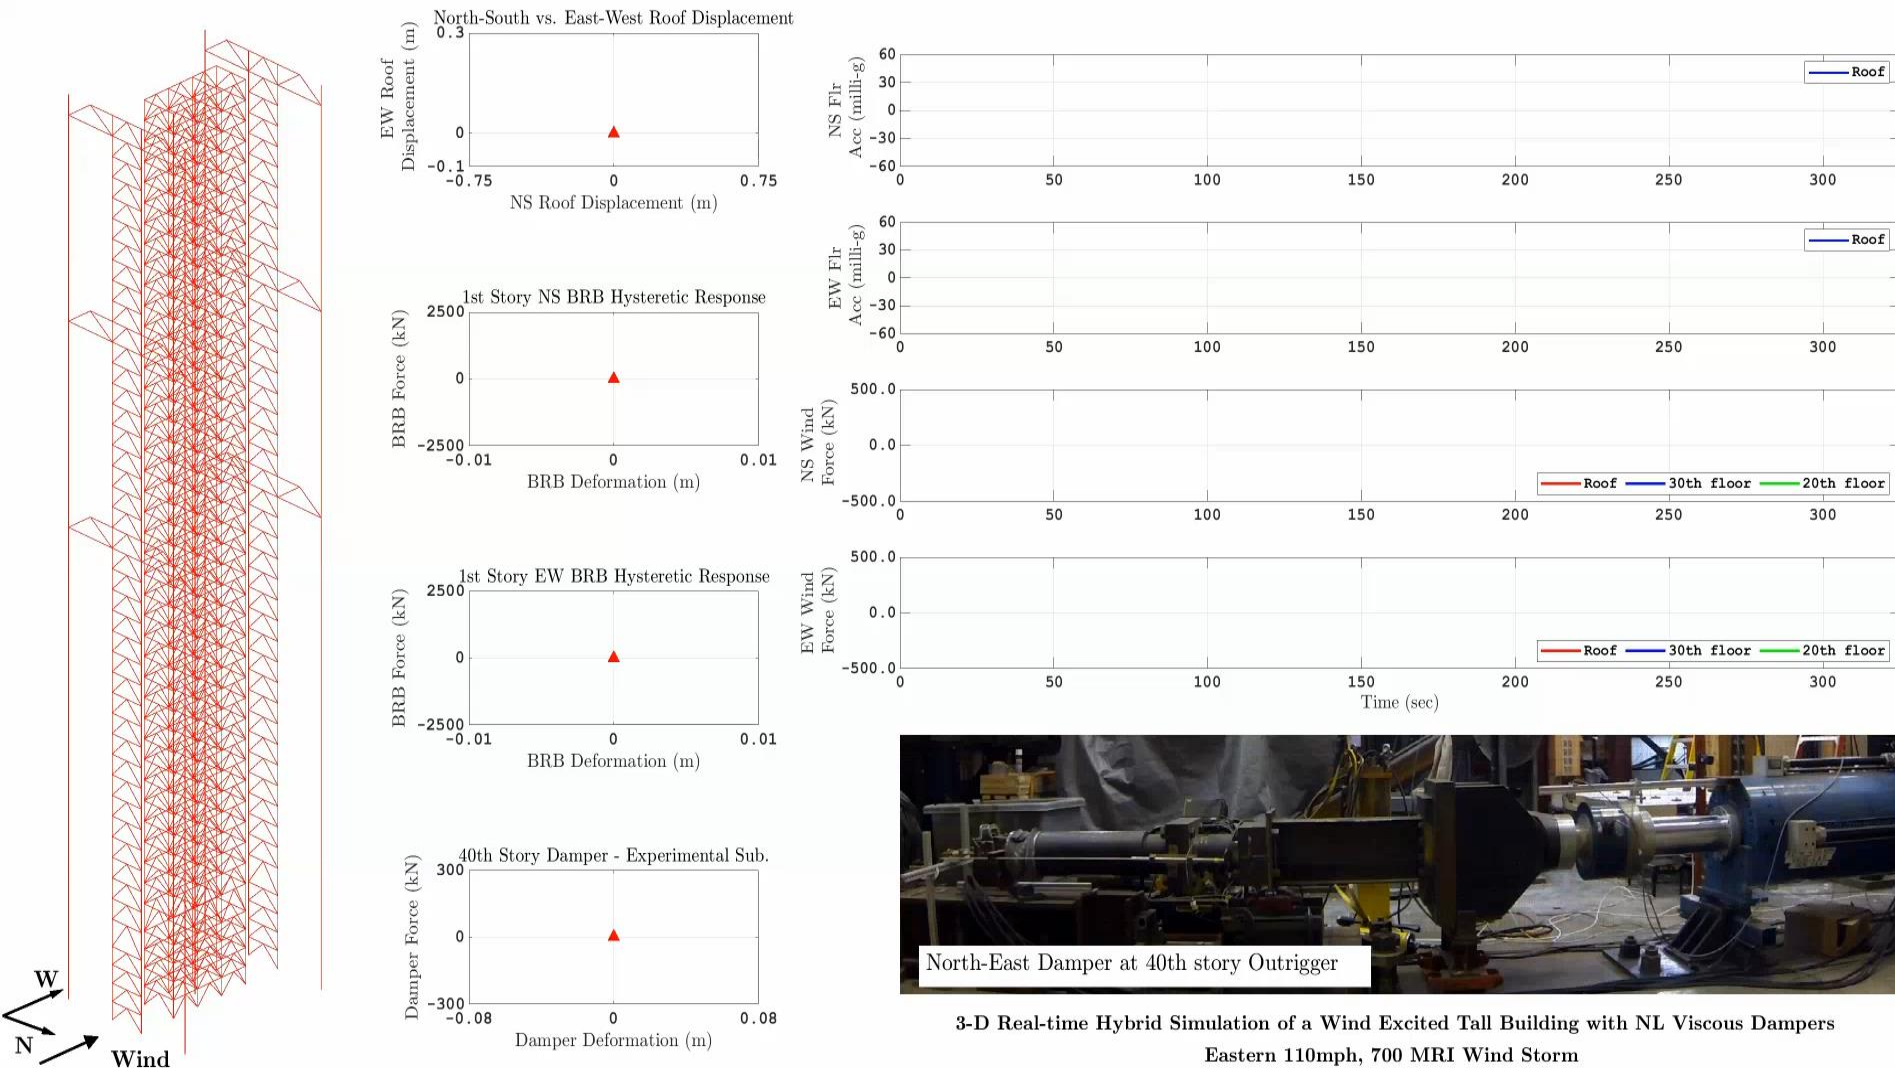 North-South vs. East-West Roof Displacement
0.3
0
-0.1
EW Roof
Displacement (m)
-0.75
0
0.75
NS Roof Displacement (m)
1st Story NS BRB Hysteretic Response
2500
0
-2500
BRB Force (kN)
-0.01
0
0.01
BRB Deformation (m)
1st Story EW BRB Hysteretic Response
2500
0
-2500
BRB Force (kN)
-0.01
0
0.01
BRB Deformation (m)
40th Story Damper - Experimental Sub.
300
0
-300
Damper Force (kN)
-0.08
0
0.08
Damper Deformation (m)
W
N
Wind
60
30
0
-30
-60
NS Flr
Acc (milli-g)
Roof
0 50 100 150 200 250 300
60
30
0
-30
-60
EW Flr
Acc (milli-g)
Roof
0 50 100 150 200 250 300
500.0
0.0
-500.0
NS Wind
Force (kN)
Roof 30th floor 20th floor
0 50 100 150 200 250 300
500.0
0.0
-500.0
EW Wind
Force (kN)
Roof 30th floor 20th floor
0 50 100 150 200 250 300
Time (sec)
North-East Damper at 40th story Outrigger
3-D Real-time Hybrid Simulation of a Wind Excited Tall Building with NL Viscous Dampers
Eastern 110mph, 700 MRI Wind Storm